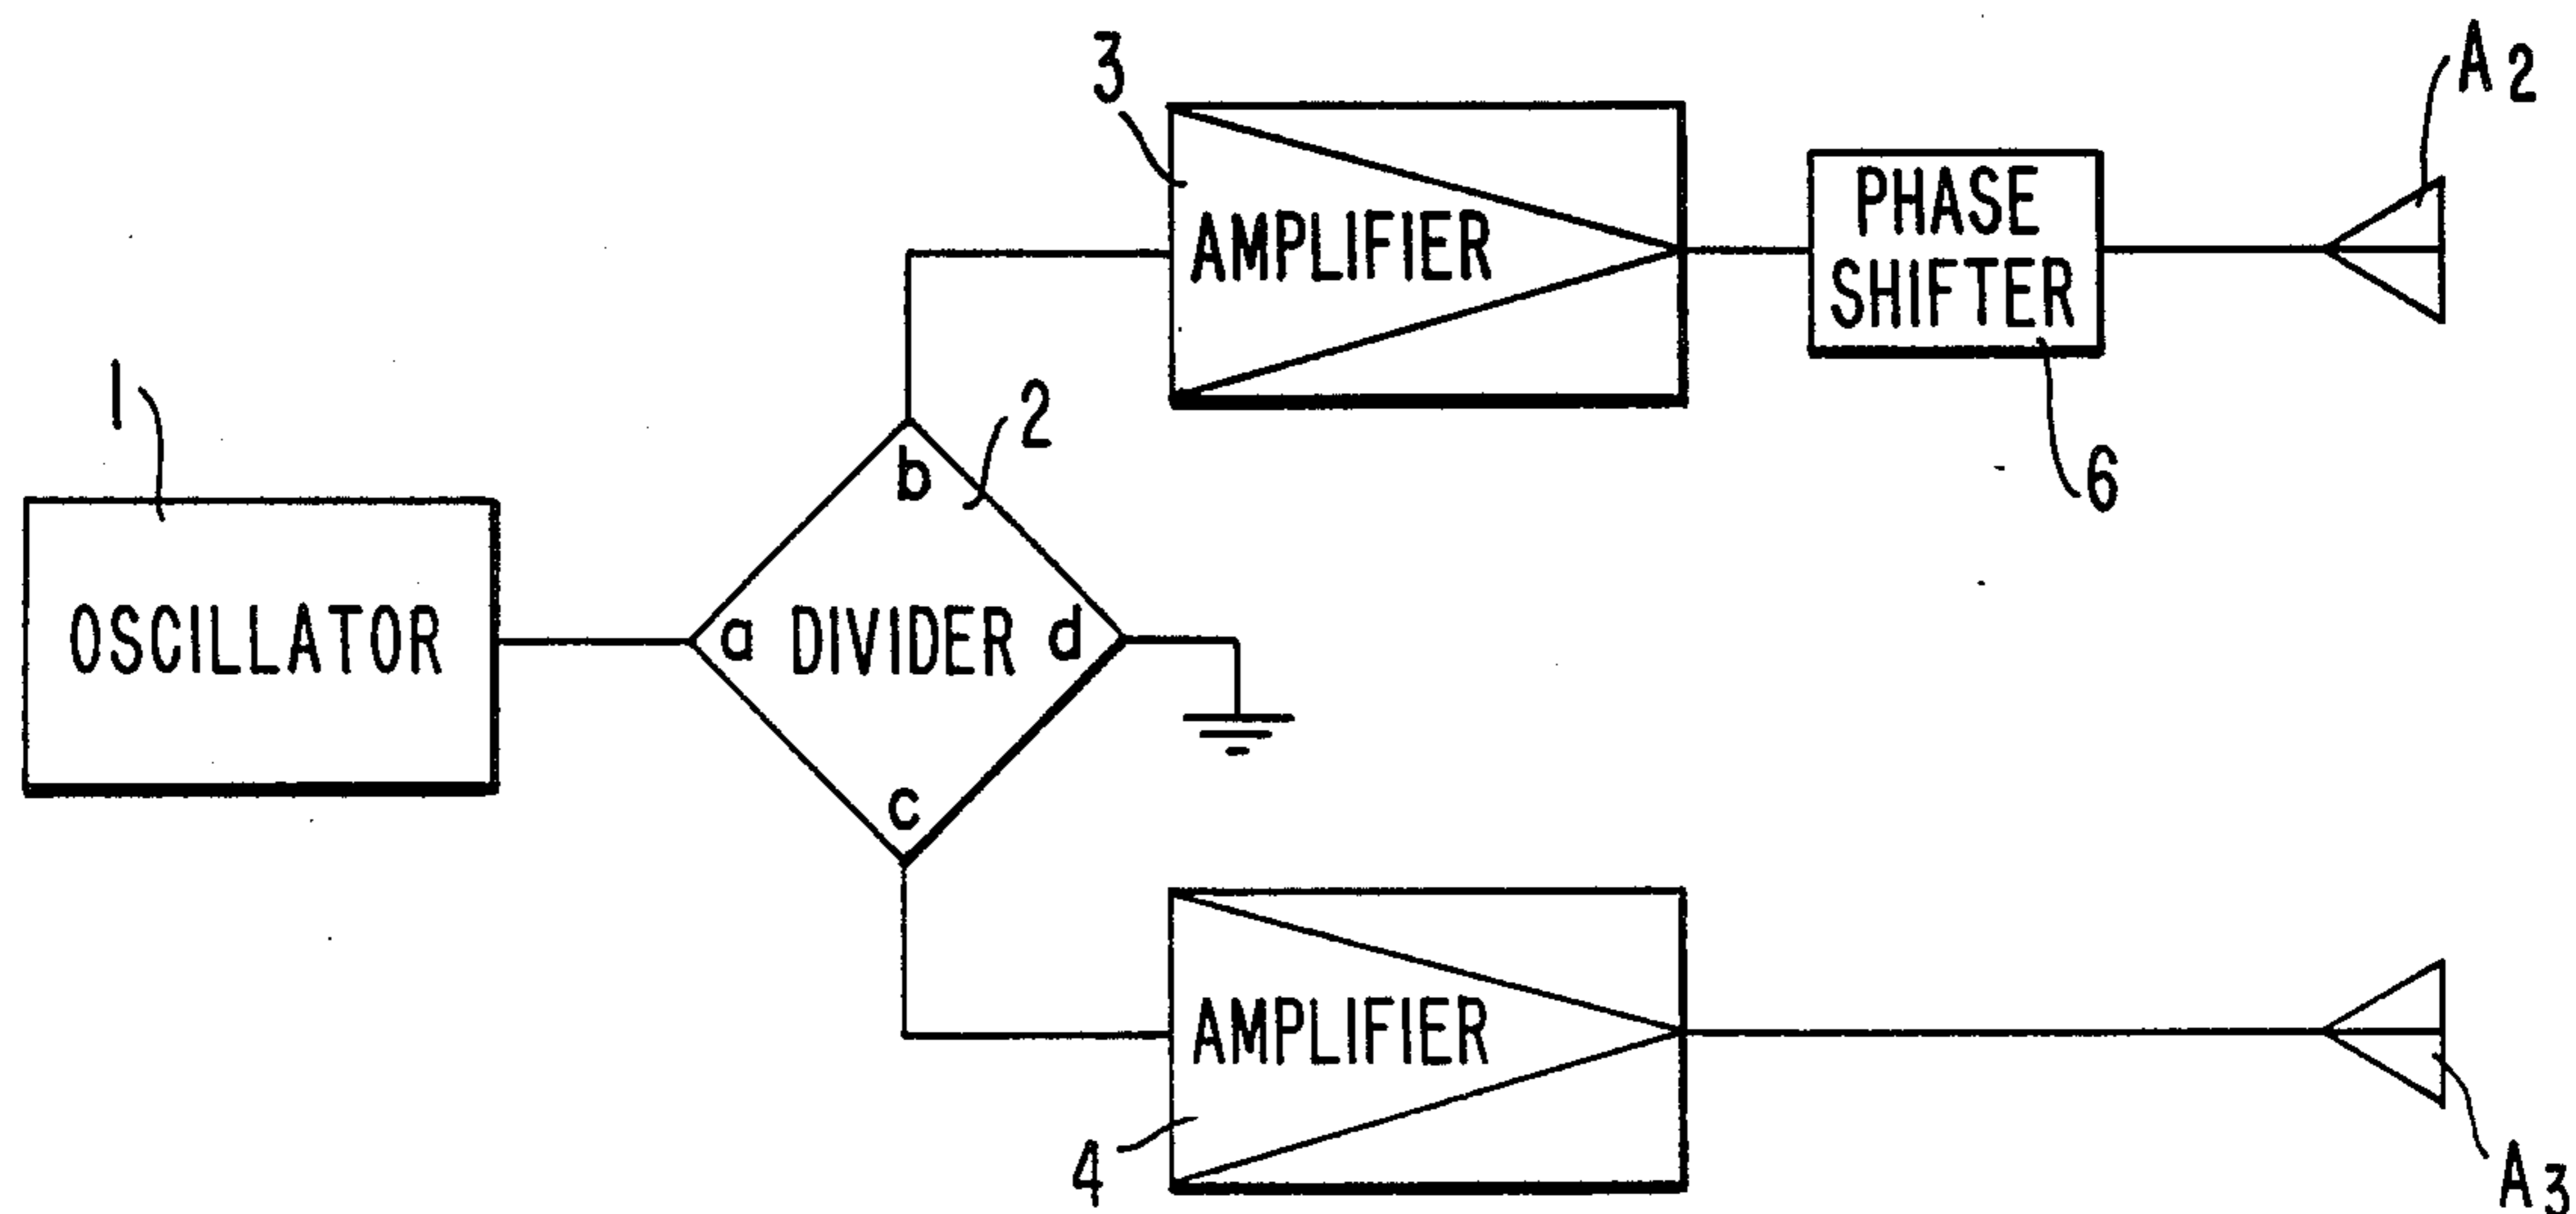 A2
3
PHASE
SHIFTER
AMPLIFIER
1
2
6
b
OSCILLATOR
a DIVIDER d
c
AMPLIFIER
4
A3